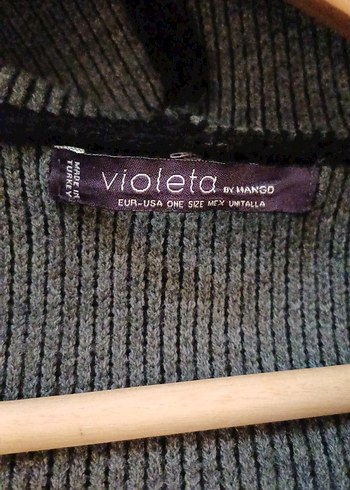 MADE IN
TURKEY
violeta BY MANGO
EUR-USA ONE SIZE MEX UNITALLA